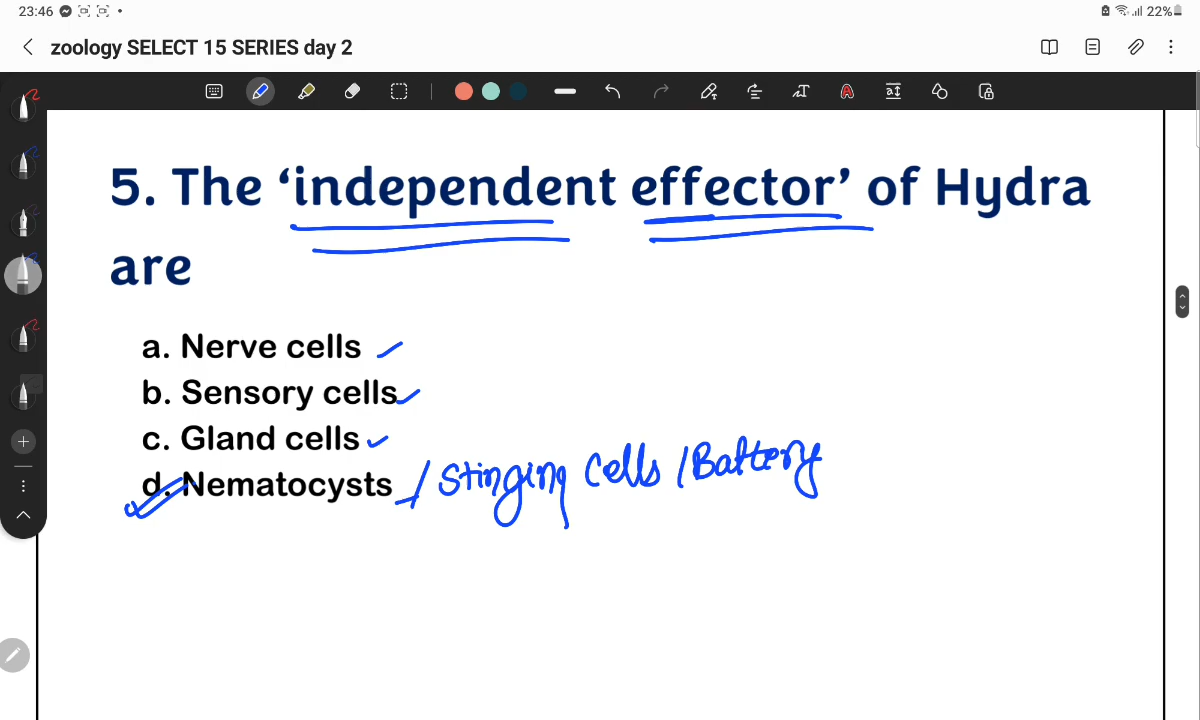 23:46 22%
zoology SELECT 15 SERIES day 2
5. The ‘independent effector’ of Hydra
are
a. Nerve cells
b. Sensory cells
c. Gland cells
d. Nematocysts / Stinging Cells / Battery